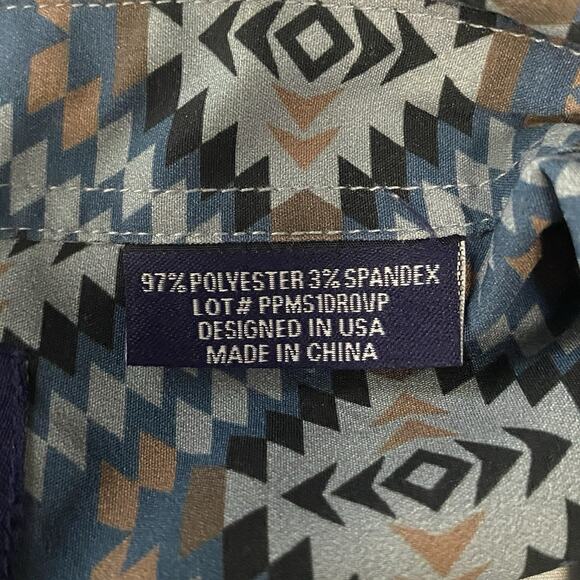 97% POLYESTER 3% SPANDEX
LOT# PPMS1DROVP
DESIGNED IN USA
MADE IN CHINA